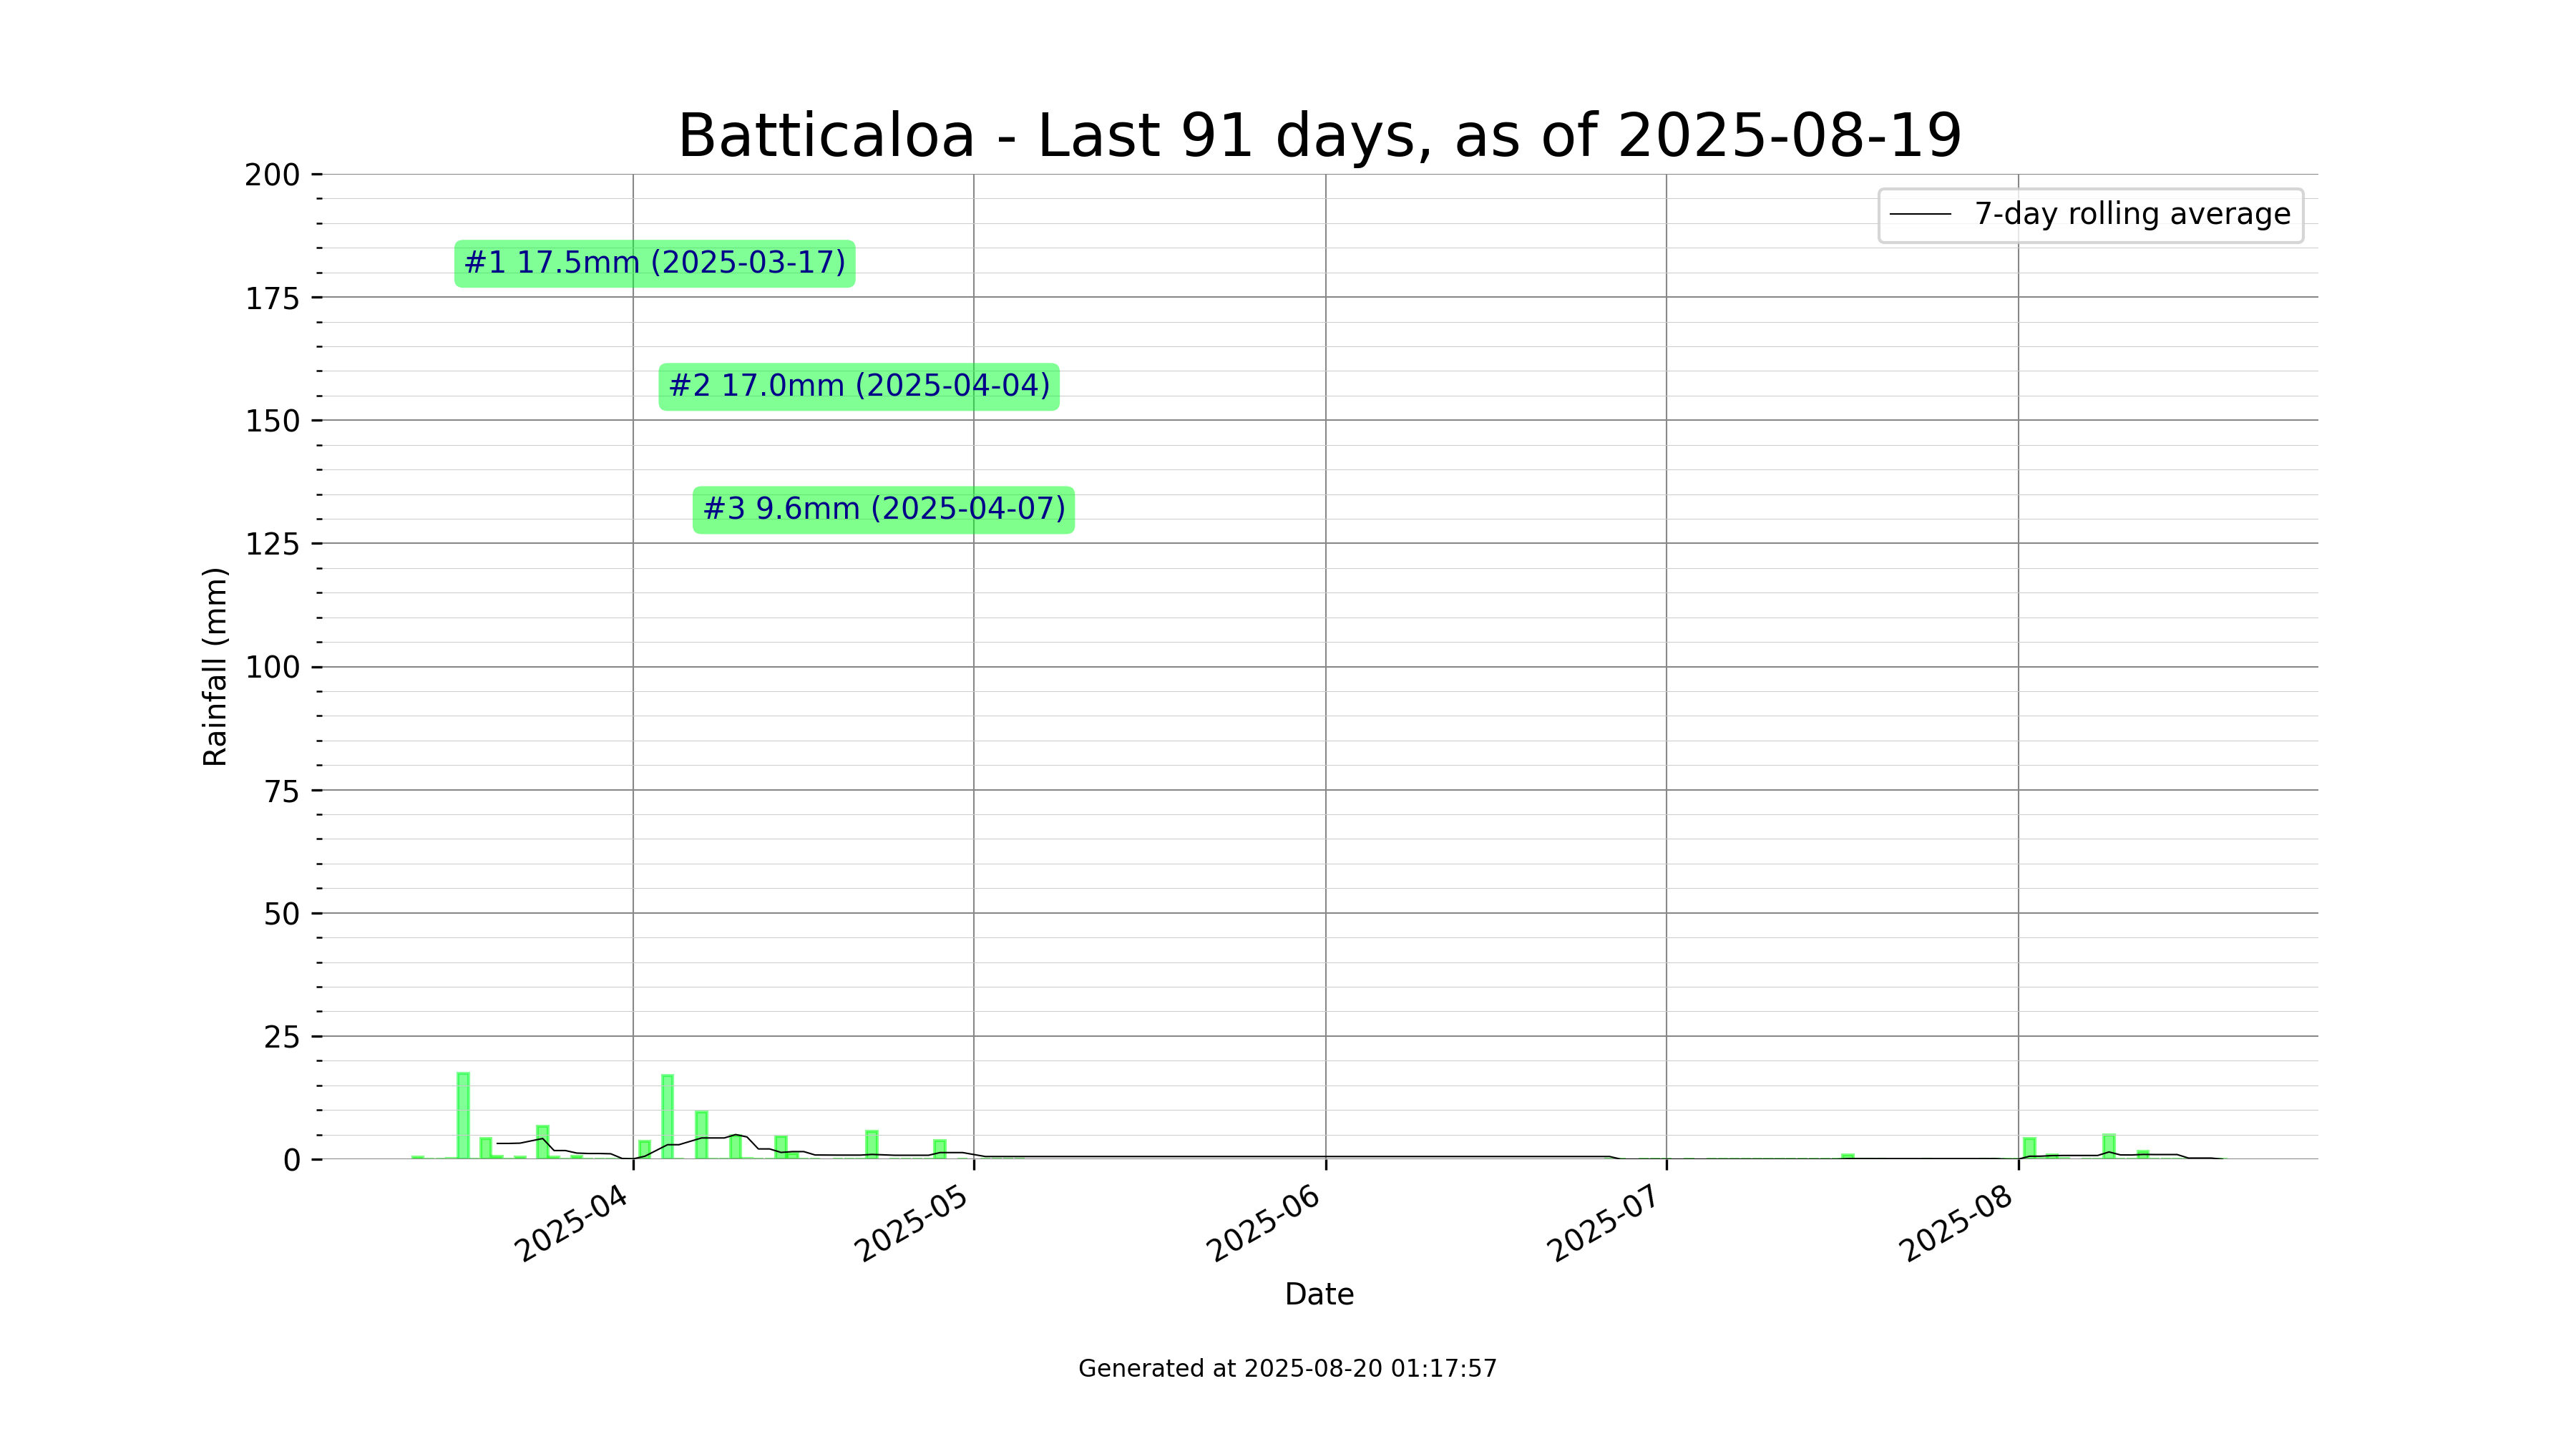 Batticaloa - Last 91 days, as of 2025-08-19
200
7-day rolling average
#1 17.5mm (2025-03-17)
175
#2 17.0mm (2025-04-04)
150
#3 9.6mm (2025-04-07)
125
Rainfall (mm)
100
75
50
25
0
2025-04
2025-05
2025-06
2025-07
2025-08
Date
Generated at 2025-08-20 01:17:57